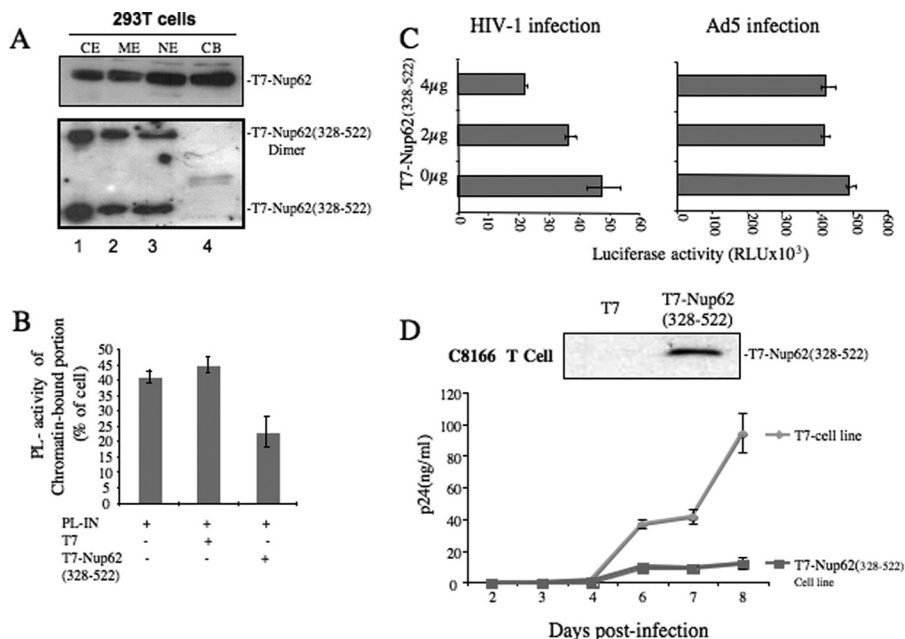 A
293T cells
CE ME NE CB
-T7-Nup62
-T7-Nup62(328-522)
Dimer
-T7-Nup62(328-522)
1 2 3 4
B
PL- activity of
Chromatin-bound portion
(% of cell)
50
45
40
35
30
25
20
15
10
5
0
PL-IN + + +
T7 - + -
T7-Nup62 - - +
(328-522)
C
HIV-1 infection Ad5 infection
T7-Nup62(328-522)
4µg
2µg
0µg
0 10 20 30 40 50 60
0 100 200 300 400 500 600
Luciferase activity (RLUx10³)
D
T7 T7-Nup62
(328-522)
C8166 T Cell
-T7-Nup62(328-522)
p24(ng/ml)
120
100
80
60
40
20
0
T7-cell line
T7-Nup62(328-522)
Cell line
2 3 4 6 7 8
Days post-infection